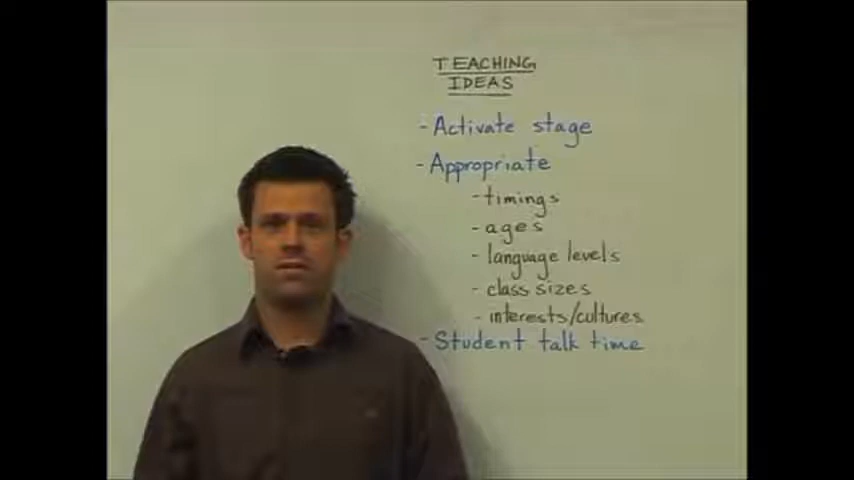 TEACHING
IDEAS
- Activate stage
- Appropriate
- timings
- ages
- language levels
- class sizes
- interests/cultures
- Student talk time